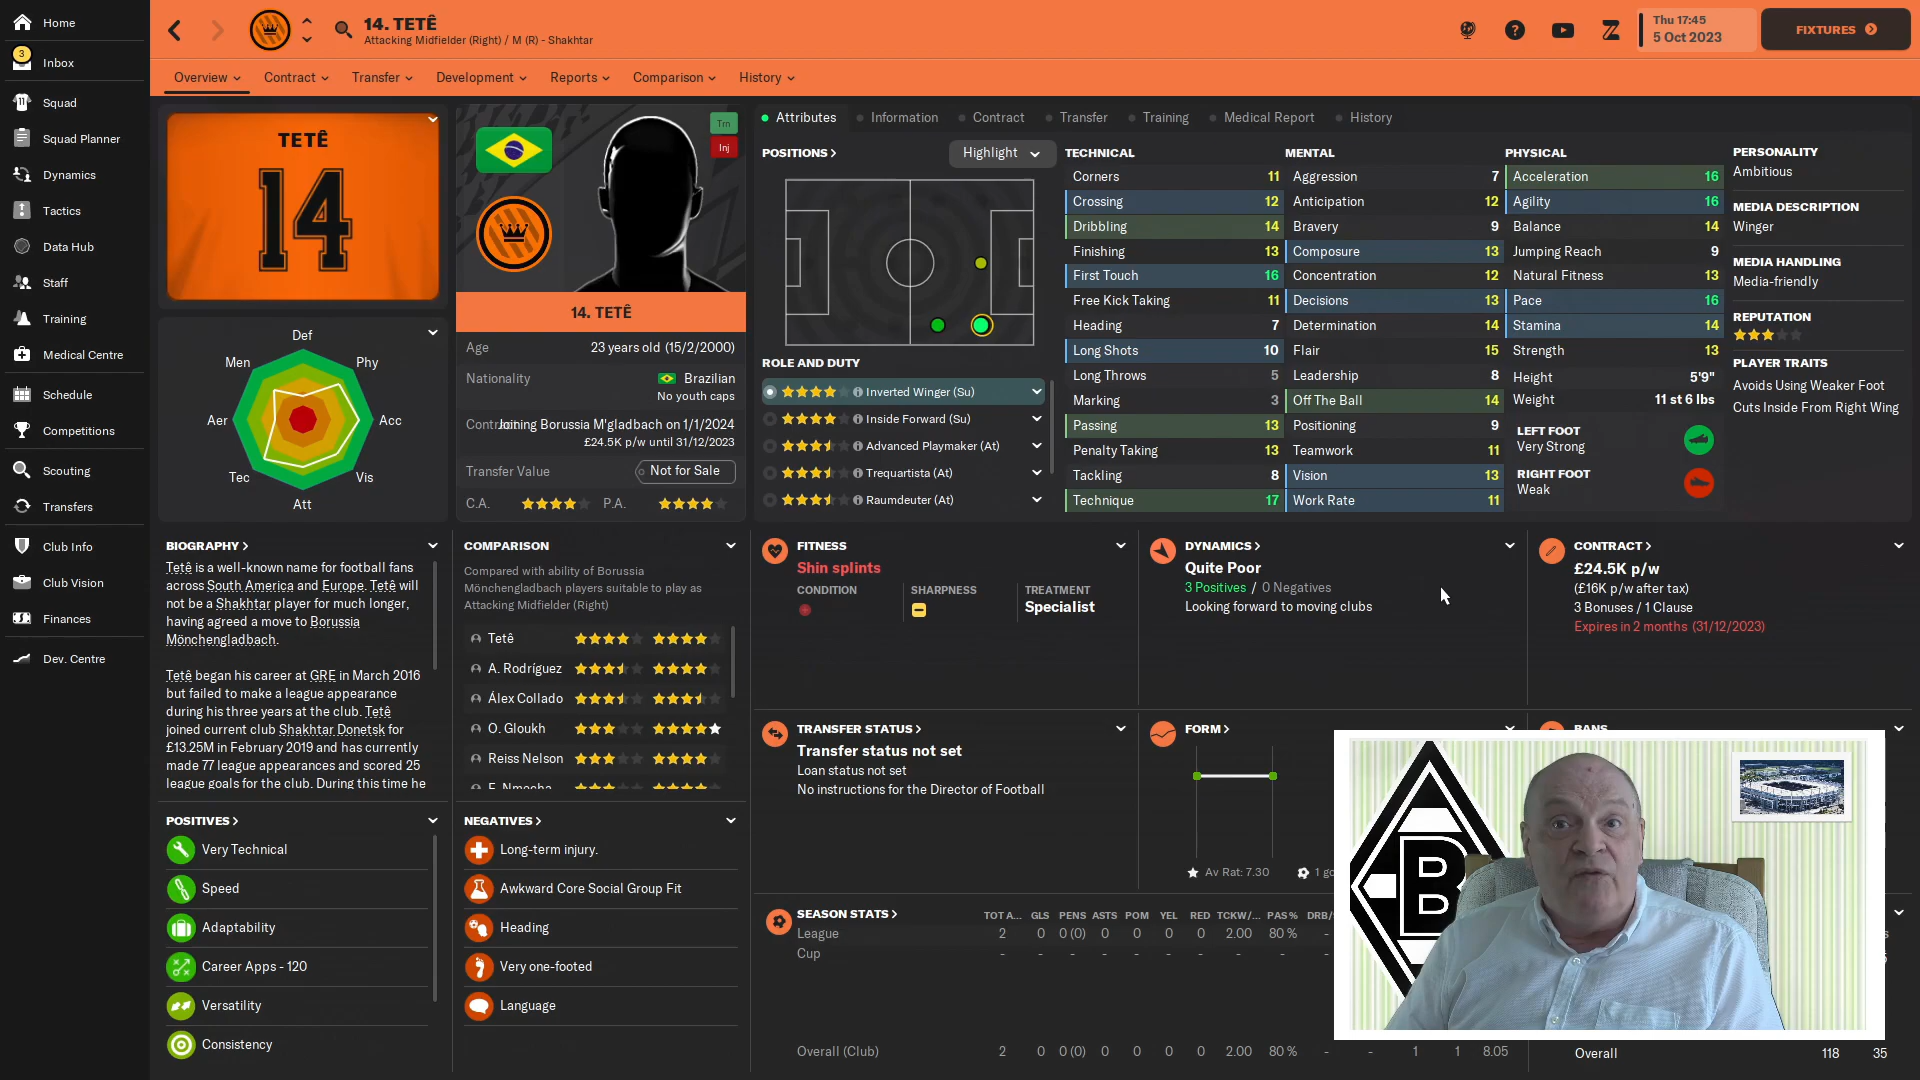 Home
3
Inbox
Squad
Squad Planner
Dynamics
Tactics
Data Hub
Staff
Training
Medical Centre
Schedule
Competitions
Scouting
Transfers
Club Info
Club Vision
Finances
Dev. Centre
14. TETÊ
Attacking Midfielder (Right) / M (R) - Shakhtar
Thu 17:45
5 Oct 2023
FIXTURES
Overview
Contract
Transfer
Development
Reports
Comparison
History
TETÊ
14
Def
Phy
Acc
Vis
Att
Tec
Aer
Men
Trn
Inj
14. TETÊ
Age 23 years old (15/2/2000)
Nationality Brazilian
No youth caps
Joining Borussia M'gladbach on 1/1/2024
£24.5K p/w until 31/12/2023
Transfer Value Not for Sale
C.A. P.A.
Attributes
Information
Contract
Transfer
Training
Medical Report
History
POSITIONS
Highlight
ROLE AND DUTY
Inverted Winger (Su)
Inside Forward (Su)
Advanced Playmaker (At)
Trequartista (At)
Raumdeuter (At)
TECHNICAL
Corners 11
Crossing 12
Dribbling 14
Finishing 13
First Touch 16
Free Kick Taking 11
Heading 7
Long Shots 10
Long Throws 5
Marking 3
Passing 13
Penalty Taking 13
Tackling 8
Technique 17
MENTAL
Aggression 7
Anticipation 12
Bravery 9
Composure 13
Concentration 12
Decisions 13
Determination 14
Flair 15
Leadership 8
Off The Ball 14
Positioning 9
Teamwork 11
Vision 13
Work Rate 11
PHYSICAL
Acceleration 16
Agility 16
Balance 14
Jumping Reach 9
Natural Fitness 13
Pace 16
Stamina 14
Strength 13
Height 5'9"
Weight 11 st 6 lbs
LEFT FOOT
Very Strong
RIGHT FOOT
Weak
PERSONALITY
Ambitious
MEDIA DESCRIPTION
Winger
MEDIA HANDLING
Media-friendly
REPUTATION
PLAYER TRAITS
Avoids Using Weaker Foot
Cuts Inside From Right Wing
BIOGRAPHY
Tetê is a well-known name for football fans
across South America and Europe. Tetê will
not be a Shakhtar player for much longer,
having agreed a move to Borussia
Mönchengladbach.
Tetê began his career at GRE in March 2016
but failed to make a league appearance
during his three years at the club. Tetê
joined current club Shakhtar Donetsk for
£13.25M in February 2019 and has currently
made 77 league appearances and scored 25
league goals for the club. During this time he
COMPARISON
Compared with ability of Borussia
Mönchengladbach players suitable to play as
Attacking Midfielder (Right)
Tetê
A. Rodríguez
Álex Collado
O. Gloukh
Reiss Nelson
FITNESS
Shin splints
CONDITION
SHARPNESS
TREATMENT
Specialist
DYNAMICS
Quite Poor
3 Positives / 0 Negatives
Looking forward to moving clubs
CONTRACT
£24.5K p/w
(£16K p/w after tax)
3 Bonuses / 1 Clause
Expires in 2 months (31/12/2023)
TRANSFER STATUS
Transfer status not set
Loan status not set
No instructions for the Director of Football
FORM
Av Rat: 7.30
POSITIVES
Very Technical
Speed
Adaptability
Career Apps - 120
Versatility
Consistency
NEGATIVES
Long-term injury.
Awkward Core Social Group Fit
Heading
Very one-footed
Language
SEASON STATS
TOT A... GLS PENS ASTS POM YEL RED TCKW/... PAS %
League 2 0 0 (0) 0 0 0 0 2.00 80 % -
Cup - - - - - - - - - -
Overall (Club) 2 0 0 (0) 0 0 0 0 2.00 80 % - - 1 1 8.05
Overall 118 35
B